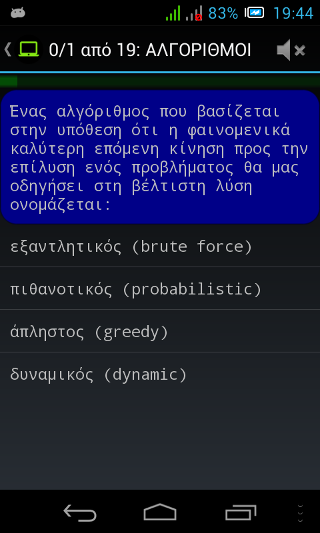 83% 19:44
0/1 από 19: ΑΛΓΟΡΙΘΜΟΙ
Ένας αλγόριθμος που βασίζεται
στην υπόθεση ότι η φαινομενικά
καλύτερη επόμενη κίνηση προς την
επίλυση ενός προβλήματος θα μας
οδηγήσει στη βέλτιστη λύση
ονομάζεται:
εξαντλητικός (brute force)
πιθανοτικός (probabilistic)
άπληστος (greedy)
δυναμικός (dynamic)